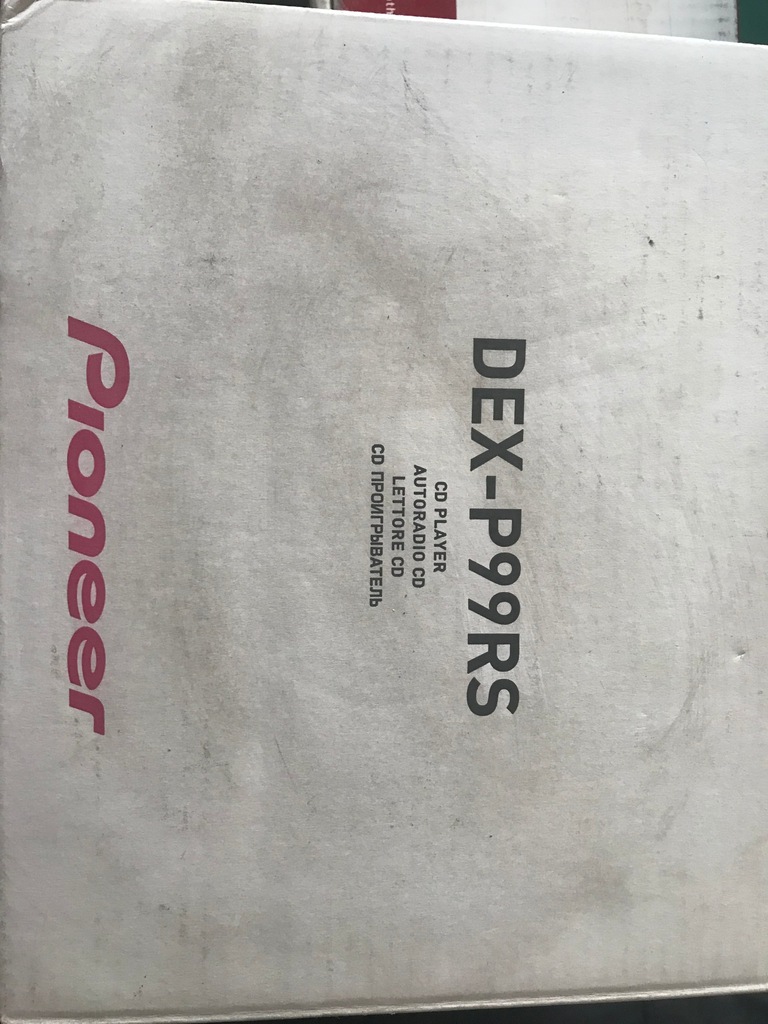 DEX-P99RS
CD PLAYER
AUTORADIO CD
LETTORE CD
CD ПРОИГРЫВАТЕЛЬ
Pioneer